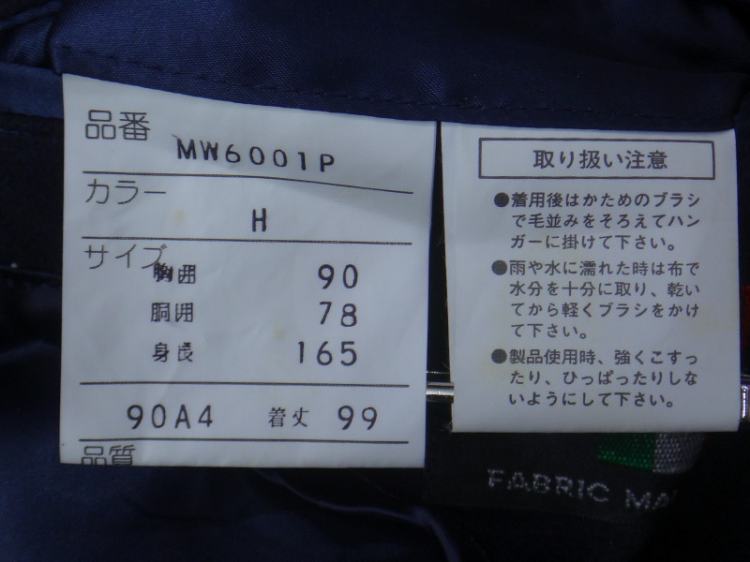 品番
MW6001P
カラー
H
サイズ
胸囲 90
胴囲 78
身長 165
90A4 着丈 99
品質
取り扱い注意
●着用後はかためのブラシ
で毛並みをそろえてハン
ガーに掛けて下さい。
●雨や水に濡れた時は布で
水分を十分に取り、乾い
てから軽くブラシをかけ
て下さい。
●製品使用時、強くこすっ
たり、ひっぱったりしな
いようにして下さい。
FABRIC